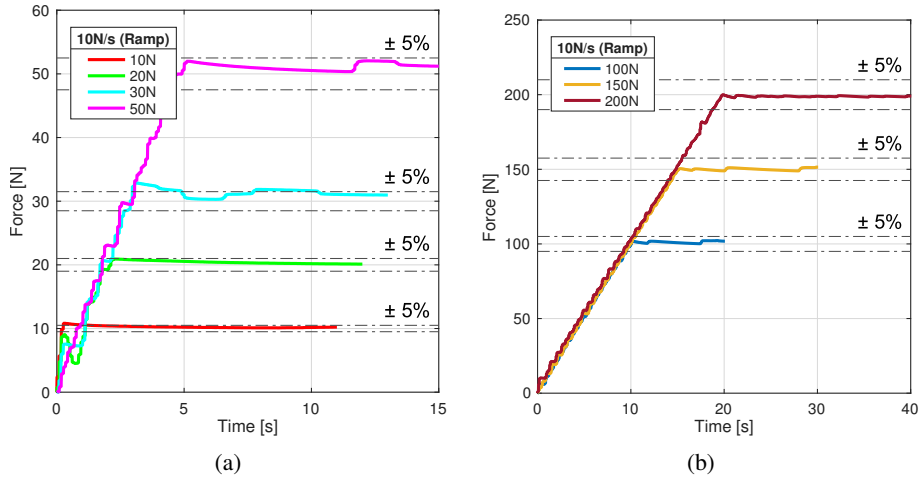 60
50
40
30
20
10
0
0
5
10
15
Force [N]
Time [s]
10N/s (Ramp)
10N
20N
30N
50N
± 5%
± 5%
± 5%
± 5%
(a)
250
200
150
100
50
0
0
10
20
30
40
Force [N]
Time [s]
10N/s (Ramp)
100N
150N
200N
± 5%
± 5%
± 5%
(b)